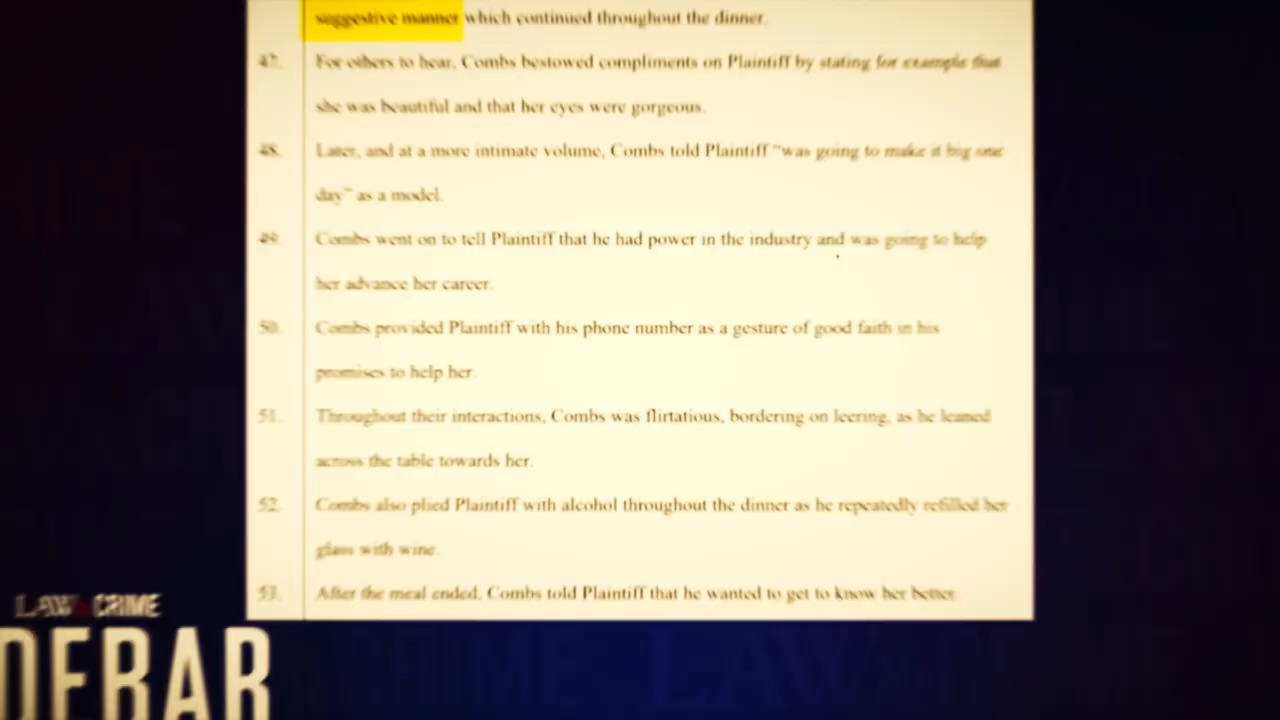 suggestive manner which continued throughout the dinner.
47. For others to hear, Combs bestowed compliments on Plaintiff by stating for example that
she was beautiful and that her eyes were gorgeous.
48. Later, and at a more intimate volume, Combs told Plaintiff "was going to make it big one
day" as a model.
49. Combs went on to tell Plaintiff that he had power in the industry and was going to help
her advance her career.
50. Combs provided Plaintiff with his phone number as a gesture of good faith in his
promises to help her.
51. Throughout their interactions, Combs was flirtatious, bordering on leering, as he leaned
across the table towards her.
52. Combs also plied Plaintiff with alcohol throughout the dinner as he repeatedly refilled her
glass with wine.
53. After the meal ended, Combs told Plaintiff that he wanted to get to know her better.
LAW CRIME
DEBAR